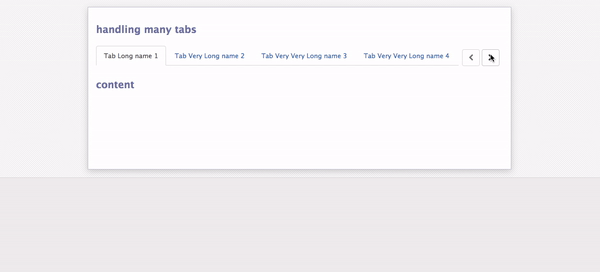 handling many tabs
Tab Long name 1 Tab Very Long name 2 Tab Very Very Long name 3 Tab Very Very Long name 4
content